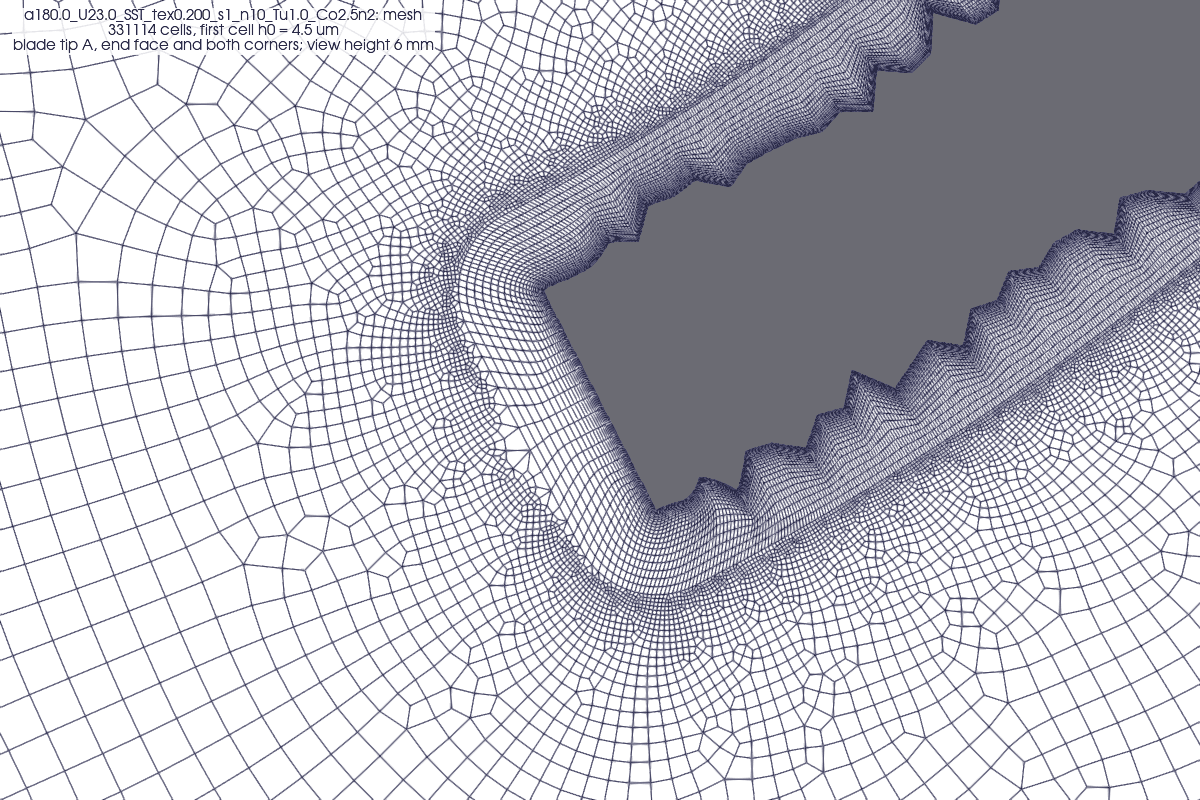 a180.0_U23.0_SST_tex0.200_s1_n10_Tu1.0_Co2.5n2: mesh
331114 cells, first cell h0 = 4.5 um
blade tip A, end face and both corners; view height 6 mm